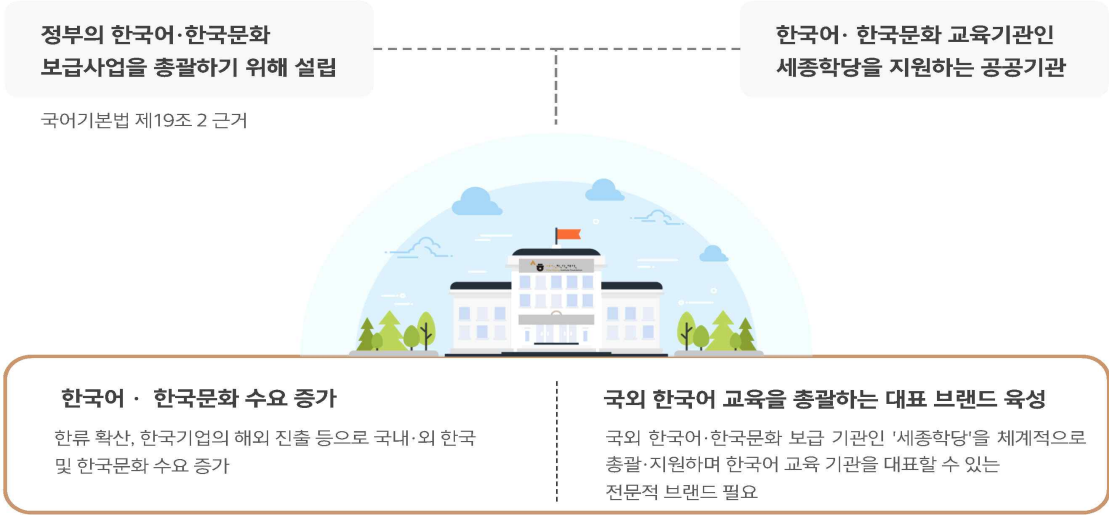 정부의 한국어·한국문화
보급사업을 총괄하기 위해 설립
국어기본법 제19조 2 근거
한국어· 한국문화 교육기관인
세종학당을 지원하는 공공기관
한국어 · 한국문화 수요 증가
한류 확산, 한국기업의 해외 진출 등으로 국내·외 한국
및 한국문화 수요 증가
국외 한국어 교육을 총괄하는 대표 브랜드 육성
국외 한국어·한국문화 보급 기관인 '세종학당'을 체계적으로
총괄·지원하며 한국어 교육 기관을 대표할 수 있는
전문적 브랜드 필요